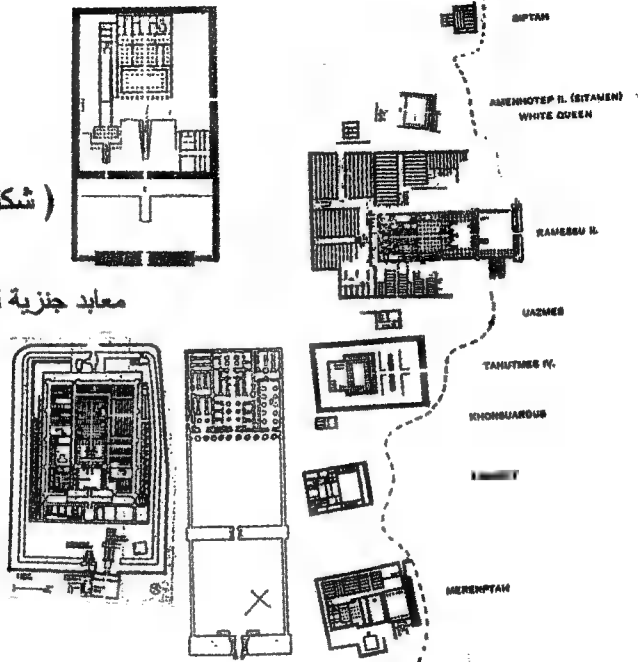 SIPTAH
AMENHOTEP II. (SITAMEN)
WHITE QUEEN
RAMESSU II.
UAZMES
TAHUTMES IV.
KHONSUARDUS
MERENPTAH
( شكل
معابد جنزية